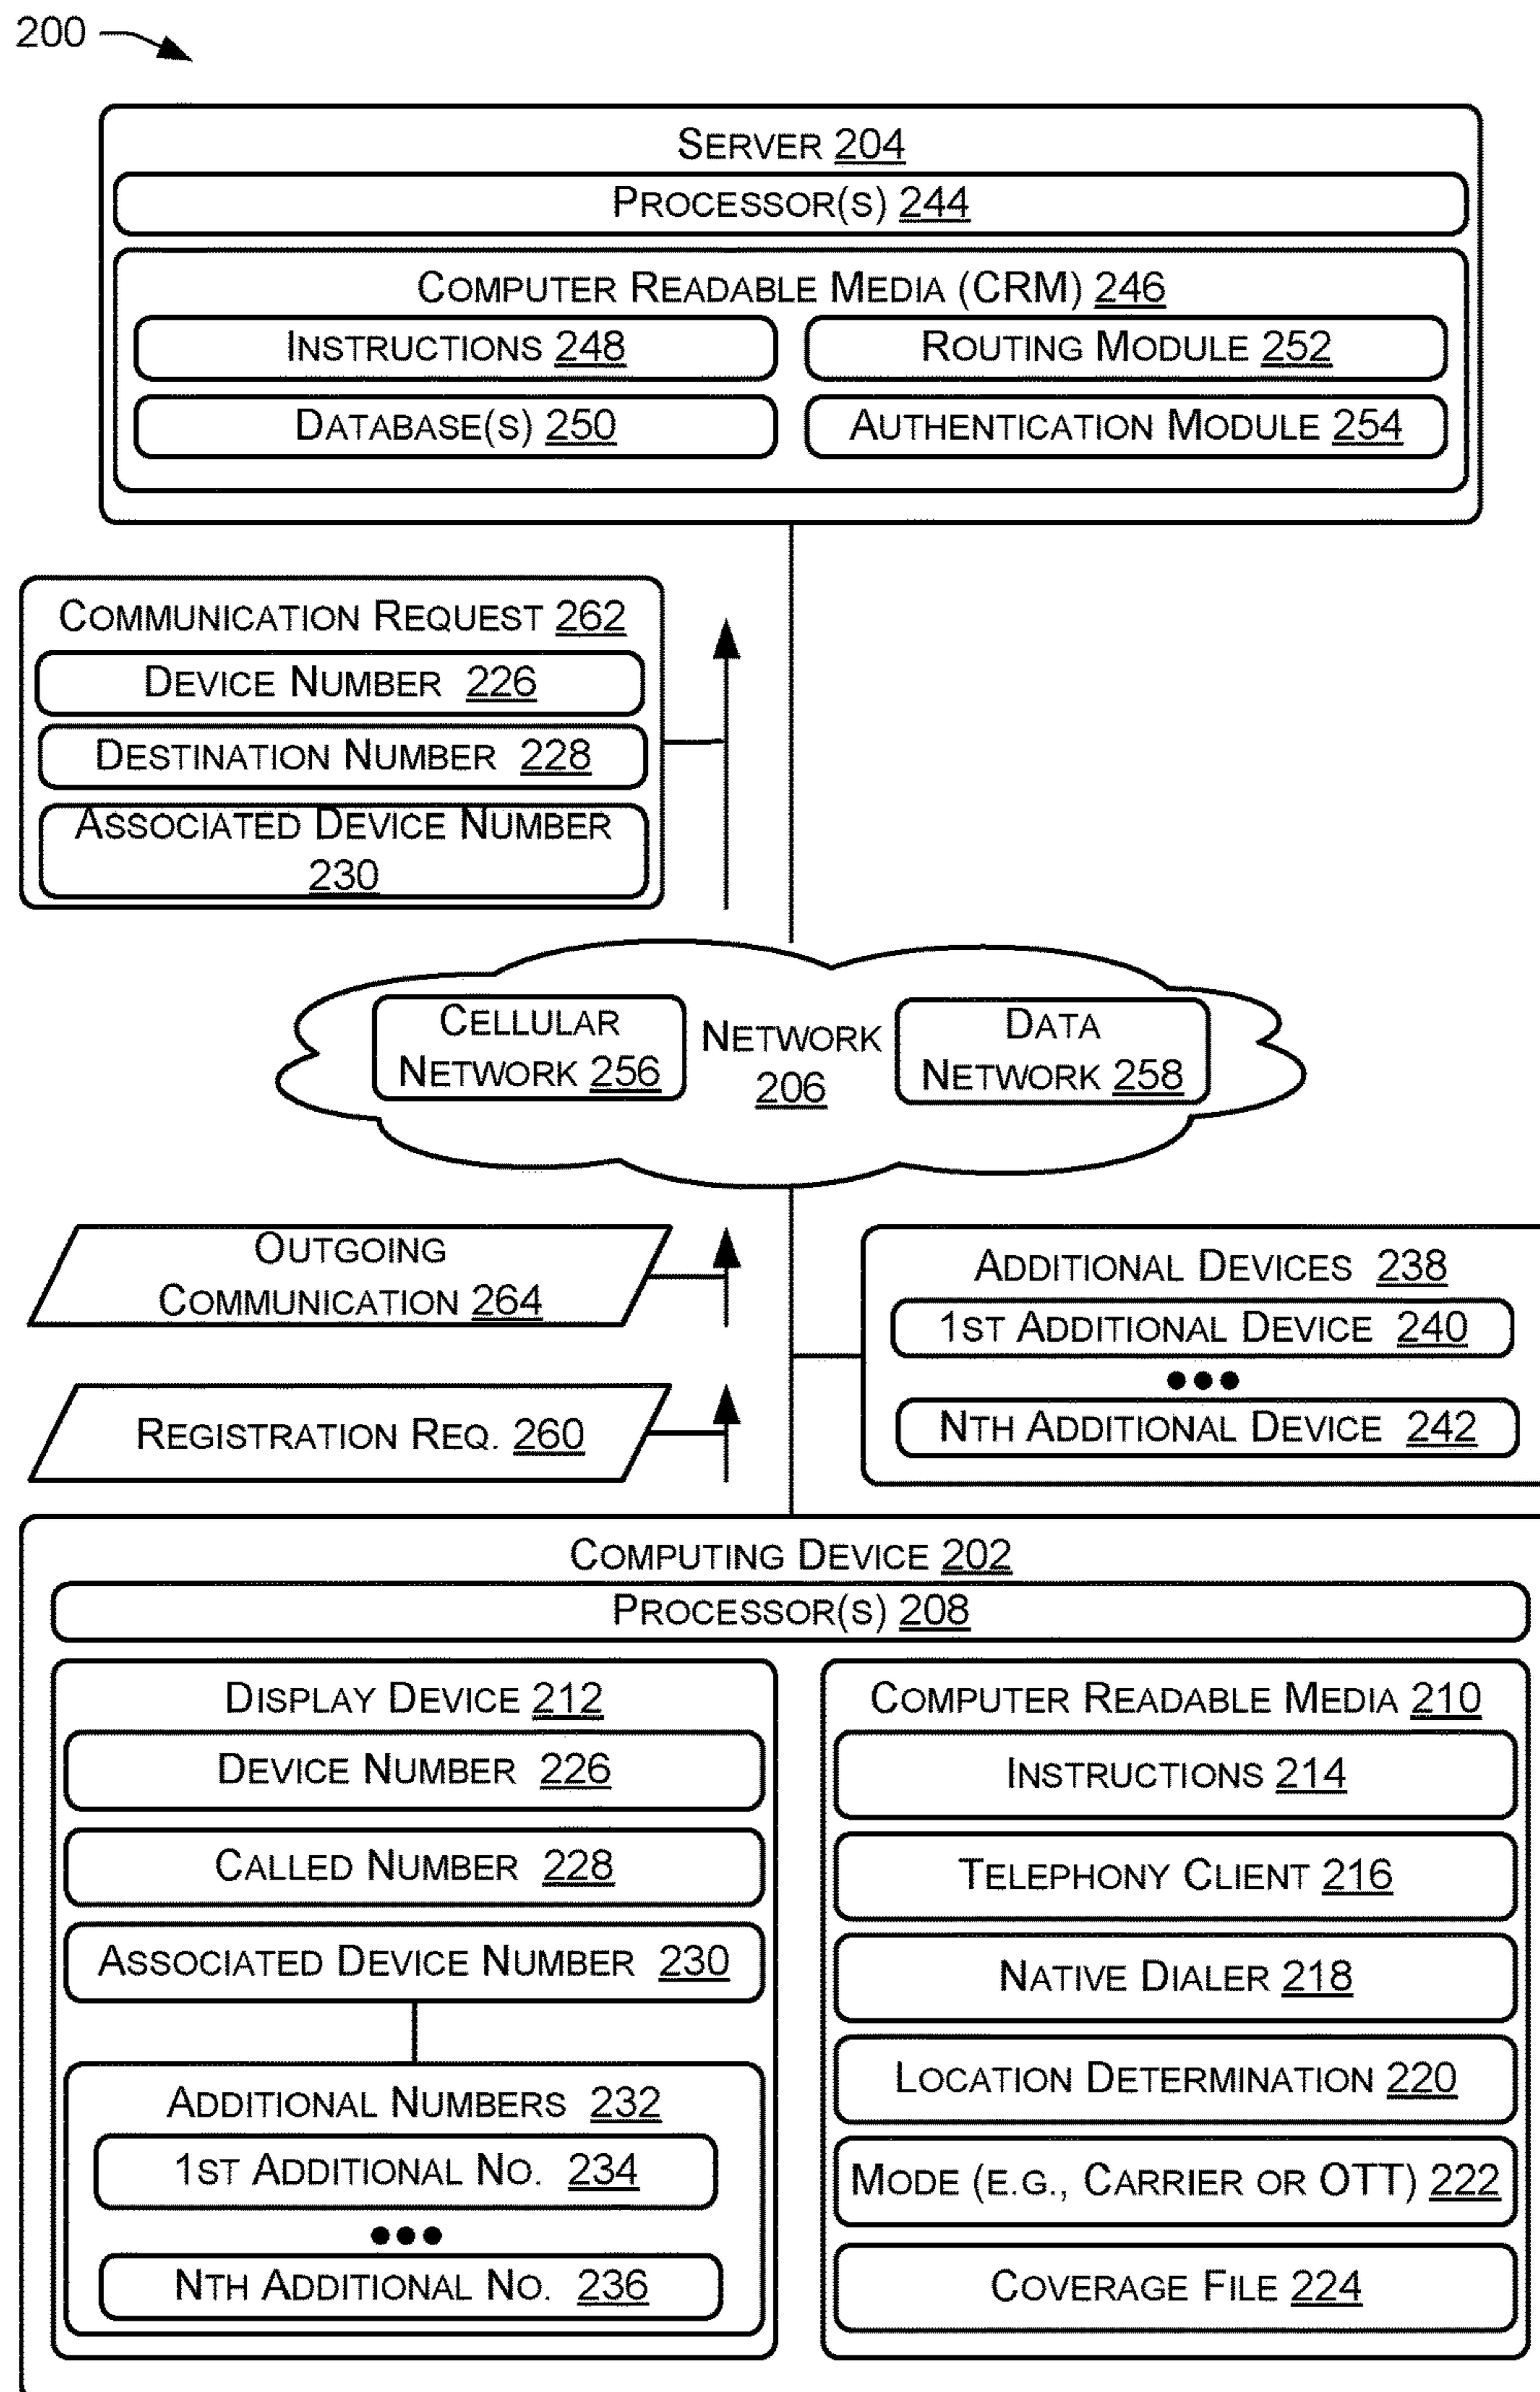 200
SERVER 204
PROCESSOR(S) 244
COMPUTER READABLE MEDIA (CRM) 246
INSTRUCTIONS 248
ROUTING MODULE 252
DATABASE(S) 250
AUTHENTICATION MODULE 254
COMMUNICATION REQUEST 262
DEVICE NUMBER 226
DESTINATION NUMBER 228
ASSOCIATED DEVICE NUMBER
230
CELLULAR
NETWORK 256
NETWORK
206
DATA
NETWORK 258
OUTGOING
COMMUNICATION 264
REGISTRATION REQ. 260
ADDITIONAL DEVICES 238
1ST ADDITIONAL DEVICE 240
●●●
NTH ADDITIONAL DEVICE 242
COMPUTING DEVICE 202
PROCESSOR(S) 208
DISPLAY DEVICE 212
DEVICE NUMBER 226
CALLED NUMBER 228
ASSOCIATED DEVICE NUMBER 230
ADDITIONAL NUMBERS 232
1ST ADDITIONAL NO. 234
●●●
NTH ADDITIONAL NO. 236
COMPUTER READABLE MEDIA 210
INSTRUCTIONS 214
TELEPHONY CLIENT 216
NATIVE DIALER 218
LOCATION DETERMINATION 220
MODE (E.G., CARRIER OR OTT) 222
COVERAGE FILE 224